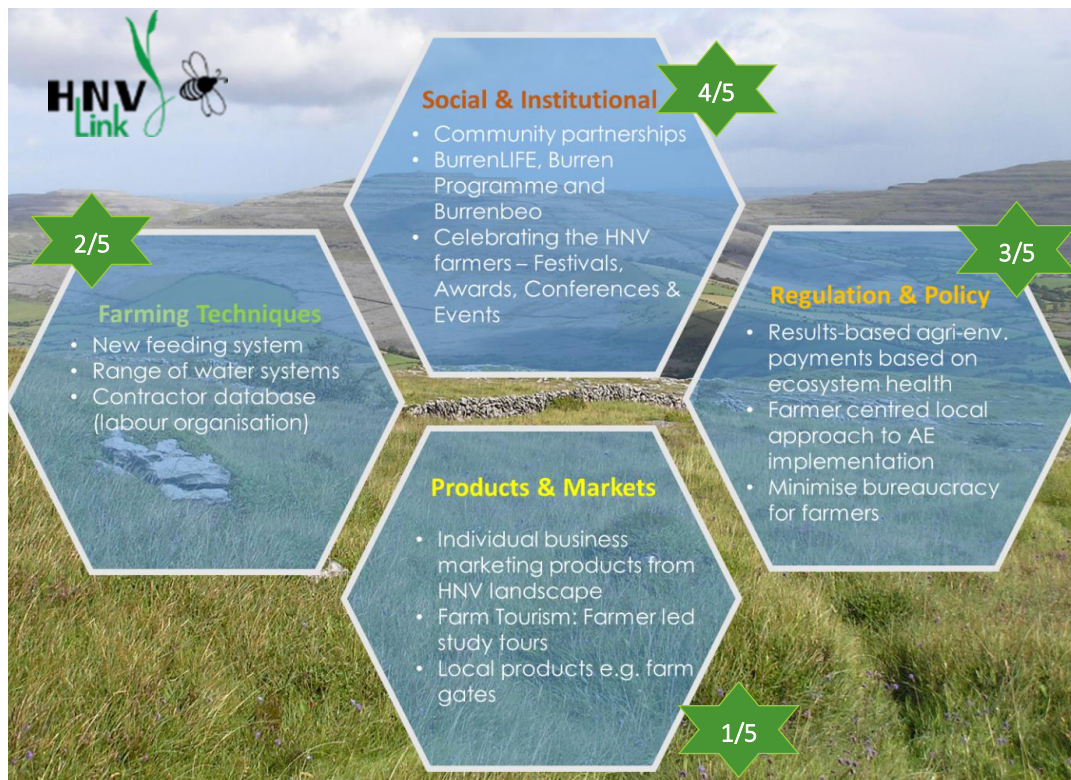 HNV
Link
Social & Institutional
4/5
• Community partnerships
• BurrenLIFE, Burren
Programme and
Burrenbeo
• Celebrating the HNV
farmers – Festivals,
Awards, Conferences &
Events
2/5
Farming Techniques
• New feeding system
• Range of water systems
• Contractor database
(labour organisation)
3/5
Regulation & Policy
• Results-based agri-env.
payments based on
ecosystem health
• Farmer centred local
approach to AE
implementation
• Minimise bureaucracy
for farmers
Products & Markets
• Individual business
marketing products from
HNV landscape
• Farm Tourism: Farmer led
study tours
• Local products e.g. farm
gates
1/5